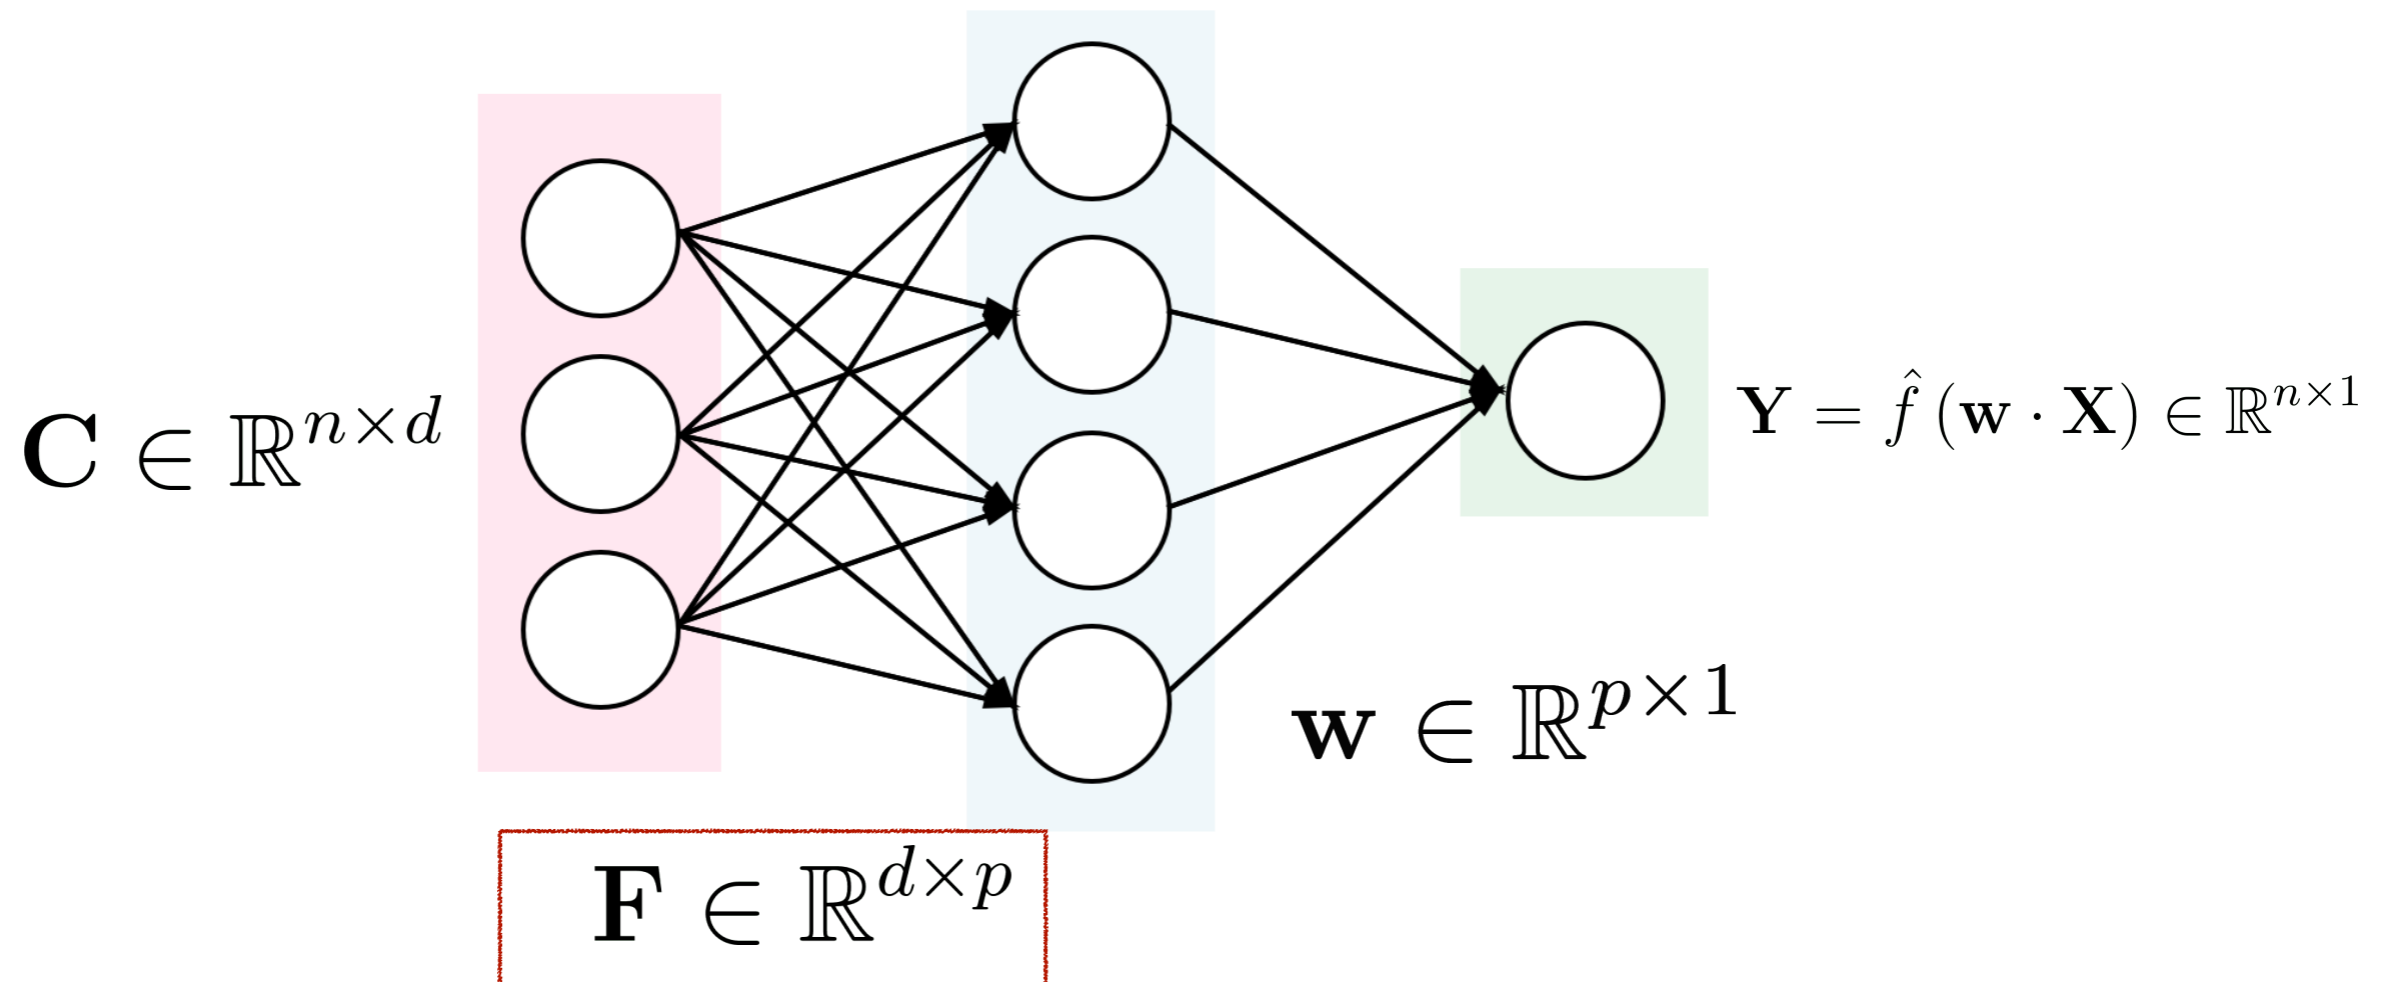 𝐂 ∈ ℝ^{n×d}
𝐘 = f̂ (𝐰 · 𝐗) ∈ ℝ^{n×1}
𝐰 ∈ ℝ^{p×1}
𝐅 ∈ ℝ^{d×p}